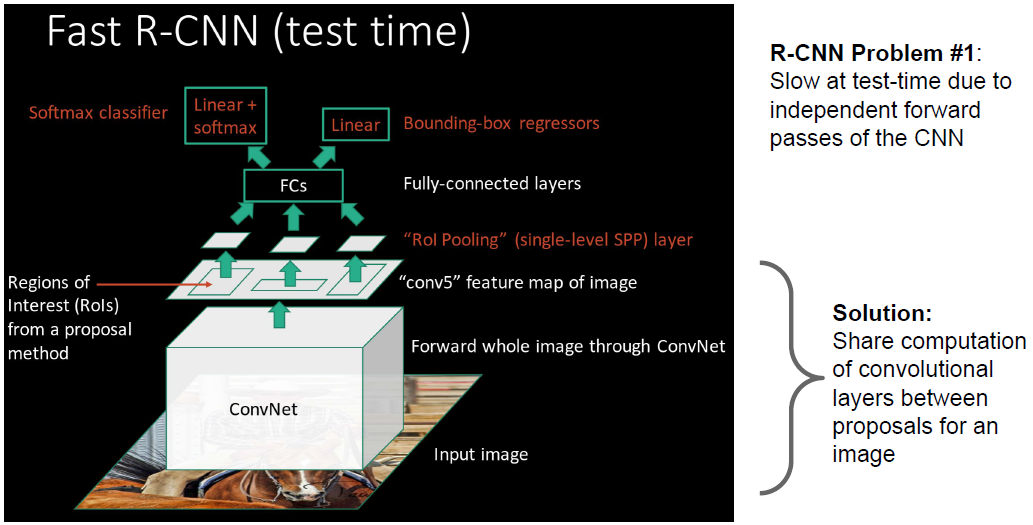 Fast R-CNN (test time)
Softmax classifier
Linear +
softmax
Linear
Bounding-box regressors
FCs
Fully-connected layers
“RoI Pooling” (single-level SPP) layer
Regions of
Interest (RoIs)
from a proposal
method
“conv5” feature map of image
Forward whole image through ConvNet
ConvNet
Input image
R-CNN Problem #1:
Slow at test-time due to
independent forward
passes of the CNN
Solution:
Share computation
of convolutional
layers between
proposals for an
image